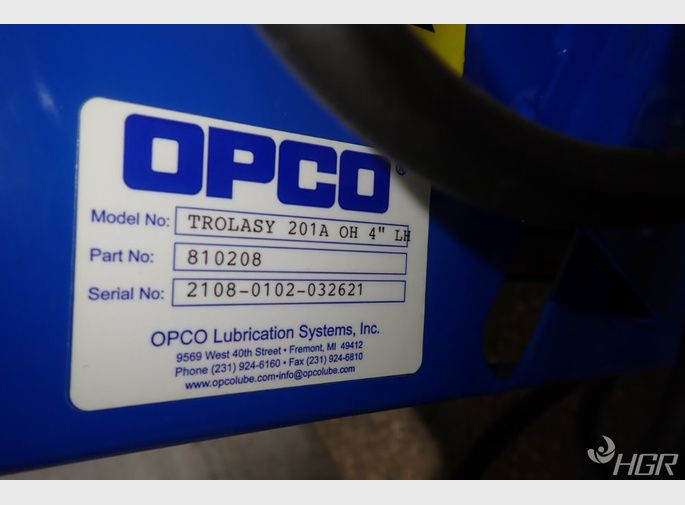 OPCO®
Model No: TROLASY 201A OH 4" LH
Part No: 810208
Serial No: 2108-0102-032621
OPCO Lubrication Systems, Inc.
9569 West 40th Street • Fremont, MI 49412
Phone (231) 924-6160 • Fax (231) 924-6810
www.opcolube.com•info@opcolube.com
HGR